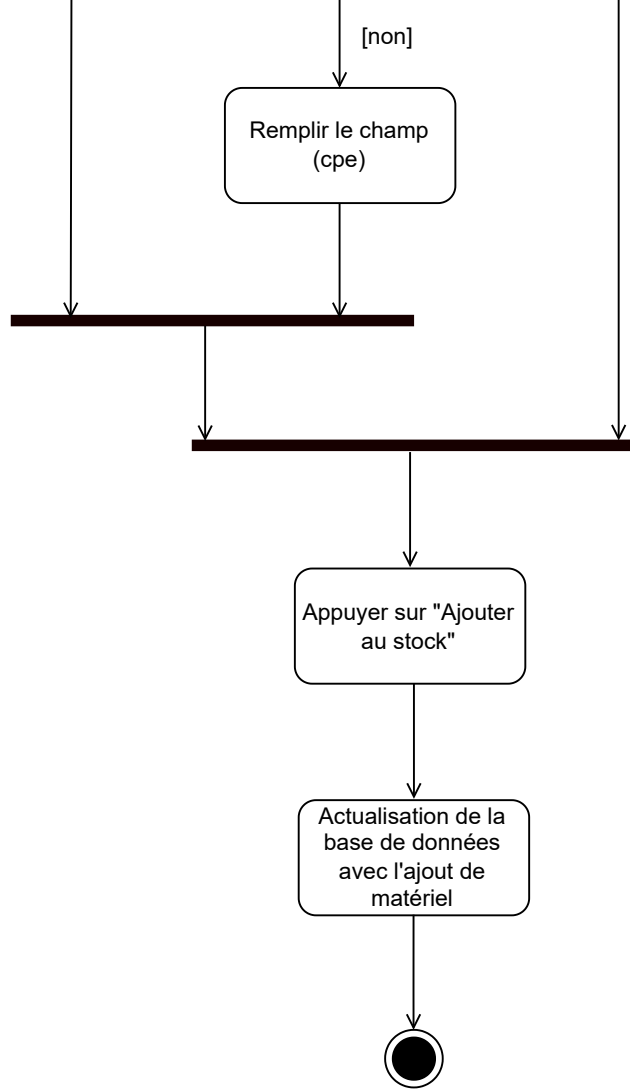 [non]
Remplir le champ
(cpe)
Appuyer sur "Ajouter
au stock"
Actualisation de la
base de données
avec l'ajout de
matériel